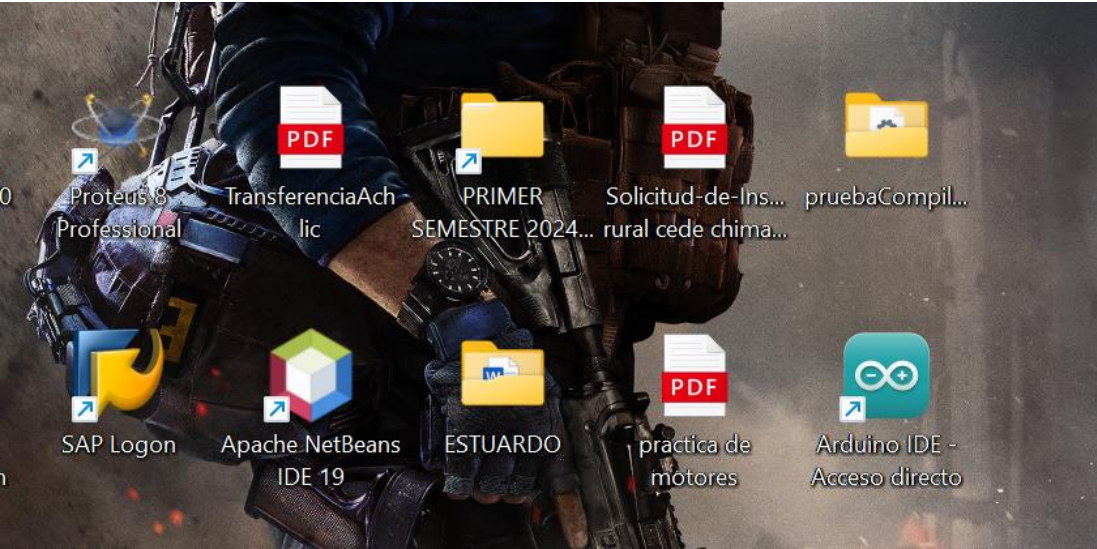 0
Proteus 8
Professional
PDF
TransferenciaAch
lic
PRIMER
SEMESTRE 2024...
PDF
Solicitud-de-Ins...
rural cede chima...
pruebaCompil...
n
SAP Logon
Apache NetBeans
IDE 19
W
ESTUARDO
PDF
practica de
motores
Arduino IDE -
Acceso directo